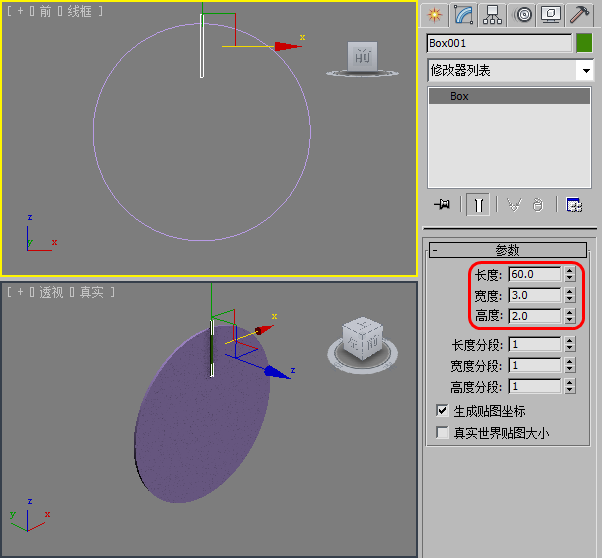 [ + [] 前 [] 线框 ]
x
前
z
y
x
[ + [] 透视 [] 真实 ]
x
z
前
z
y
x
Box001
修改器列表
Box
- 参数
长度: 60.0
宽度: 3.0
高度: 2.0
长度分段: 1
宽度分段: 1
高度分段: 1
生成贴图坐标
真实世界贴图大小